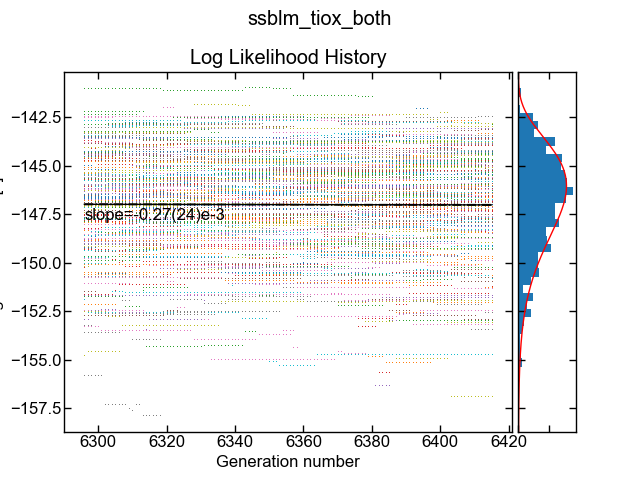 ssblm_tiox_both
Log Likelihood History
−142.5
−145.0
−147.5
−150.0
−152.5
−155.0
−157.5
slope=-0.27(24)e-3
6300 6320 6340 6360 6380 6400 6420
Generation number